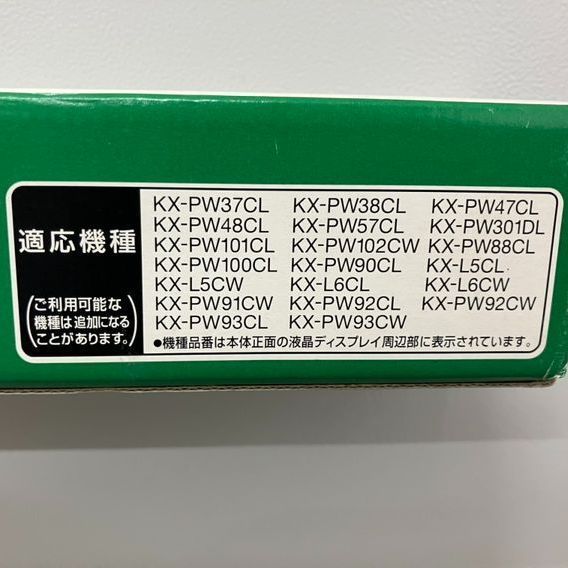 適応機種
(ご利用可能な
機種は追加になる
ことがあります。)
KX-PW37CL KX-PW38CL KX-PW47CL
KX-PW48CL KX-PW57CL KX-PW301DL
KX-PW101CL KX-PW102CW KX-PW88CL
KX-PW100CL KX-PW90CL KX-L5CL
KX-L5CW KX-L6CL KX-L6CW
KX-PW91CW KX-PW92CL KX-PW92CW
KX-PW93CL KX-PW93CW
●機種品番は本体正面の液晶ディスプレイ周辺部に表示されています。